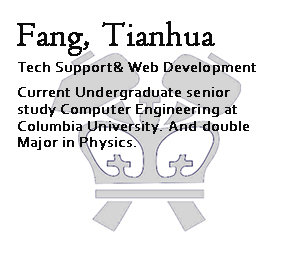 Fang, Tianhua
Tech Support& Web Development
Current Undergraduate senior
study Computer Engineering at
Columbia University. And double
Major in Physics.